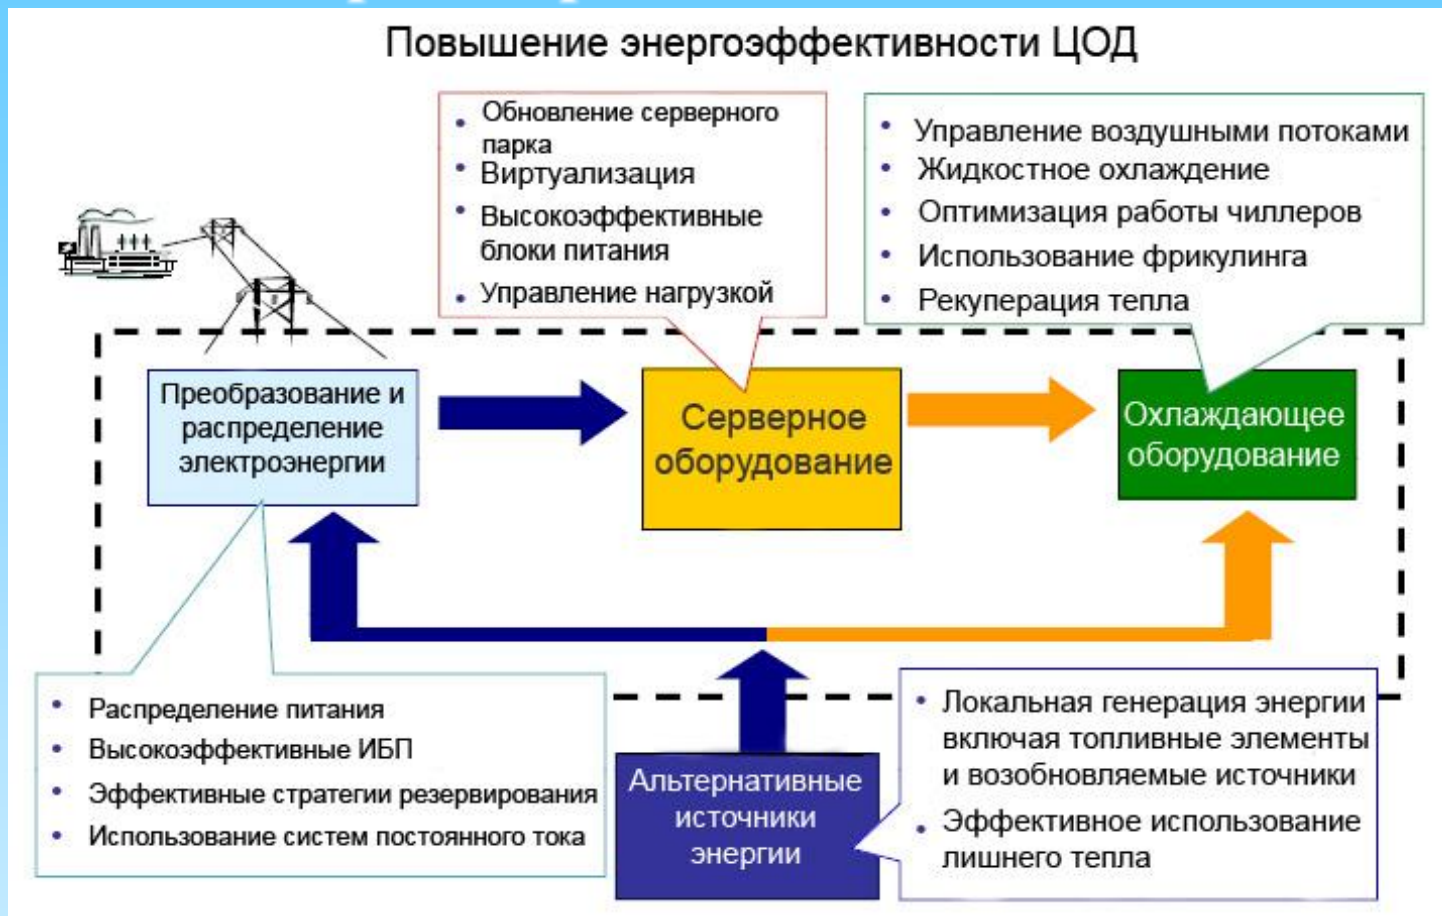 Повышение энергоэффективности ЦОД
• Обновление серверного
парка
• Виртуализация
• Высокоэффективные
блоки питания
• Управление нагрузкой
• Управление воздушными потоками
• Жидкостное охлаждение
• Оптимизация работы чиллеров
• Использование фрикулинга
• Рекуперация тепла
Преобразование и
распределение
электроэнергии
Серверное
оборудование
Охлаждающее
оборудование
• Распределение питания
• Высокоэффективные ИБП
• Эффективные стратегии резервирования
• Использование систем постоянного тока
Альтернативные
источники
энергии
• Локальная генерация энергии
включая топливные элементы
и возобновляемые источники
• Эффективное использование
лишнего тепла